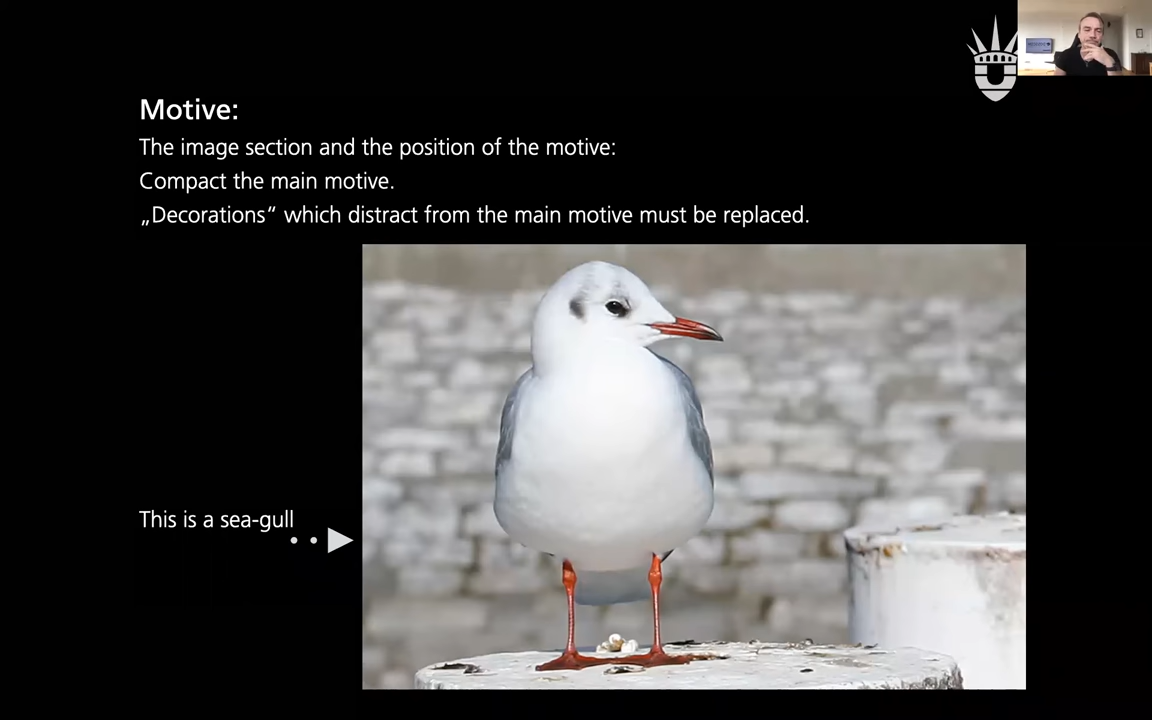 Motive:
The image section and the position of the motive:
Compact the main motive.
„Decorations“ which distract from the main motive must be replaced.
This is a sea-gull